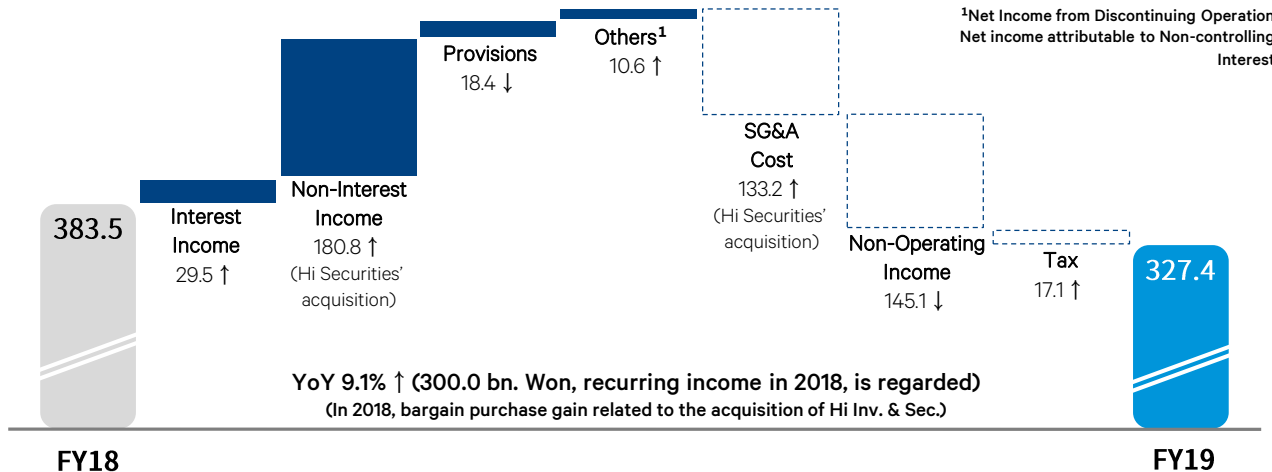 ¹Net Income from Discontinuing Operation
Net income attributable to Non-controlling
Interest
383.5
Interest
Income
29.5 ↑
Non-Interest
Income
180.8 ↑
(Hi Securities'
acquisition)
Provisions
18.4 ↓
Others¹
10.6 ↑
SG&A
Cost
133.2 ↑
(Hi Securities'
acquisition)
Non-Operating
Income
145.1 ↓
Tax
17.1 ↑
327.4
YoY 9.1% ↑ (300.0 bn. Won, recurring income in 2018, is regarded)
(In 2018, bargain purchase gain related to the acquisition of Hi Inv. & Sec.)
FY18
FY19